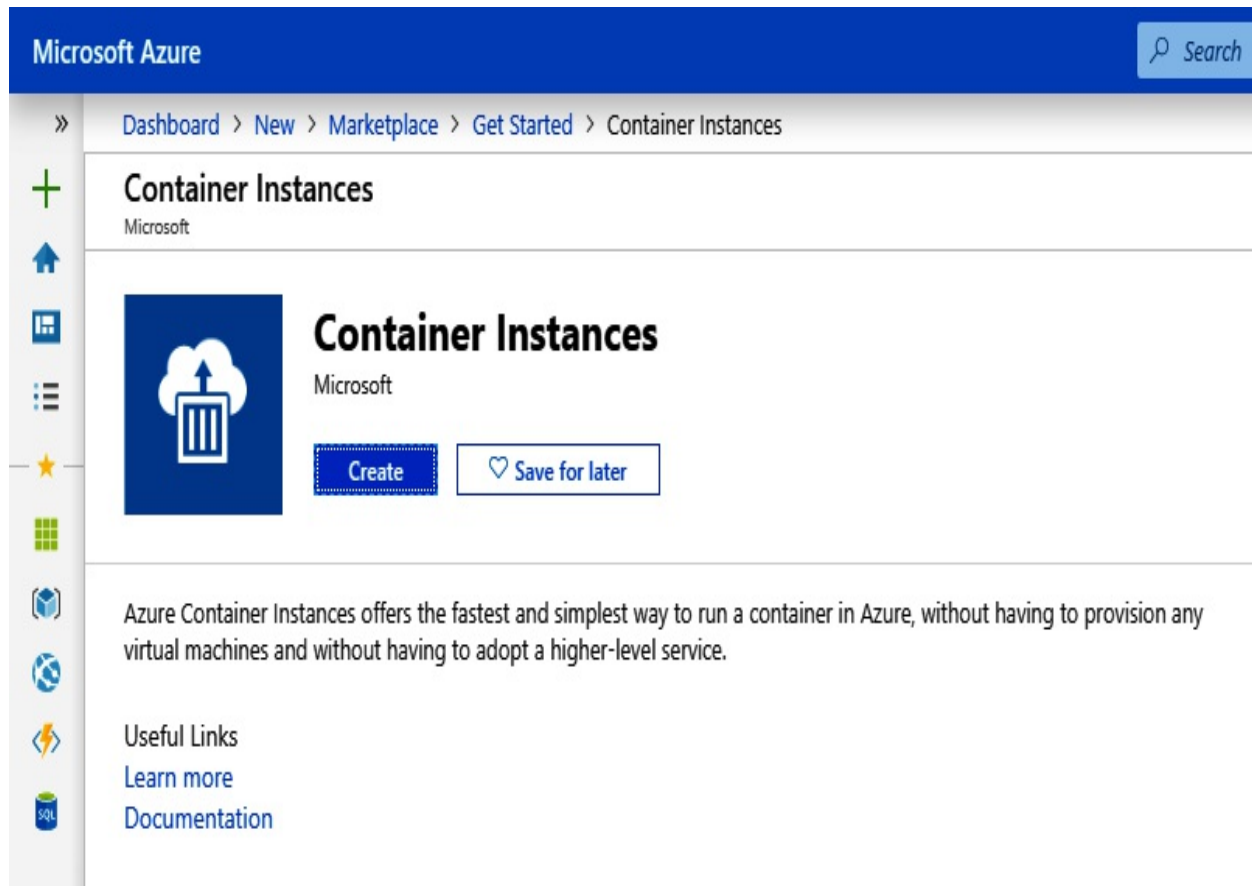 Microsoft Azure
Search
»
Dashboard > New > Marketplace > Get Started > Container Instances
Container Instances
Microsoft
Container Instances
Microsoft
Create
♡ Save for later
Azure Container Instances offers the fastest and simplest way to run a container in Azure, without having to provision any
virtual machines and without having to adopt a higher-level service.
Useful Links
Learn more
Documentation
SQL